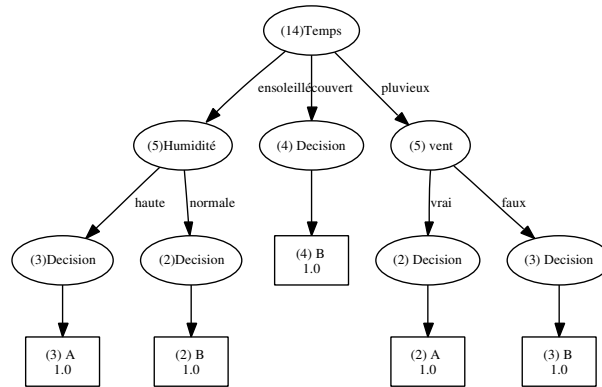 (14)Temps
ensoleillé
couvert
pluvieux
(5)Humidité
(4) Decision
(5) vent
haute
normale
vrai
faux
(3)Decision
(2)Decision
(4) B
1.0
(2) Decision
(3) Decision
(3) A
1.0
(2) B
1.0
(2) A
1.0
(3) B
1.0